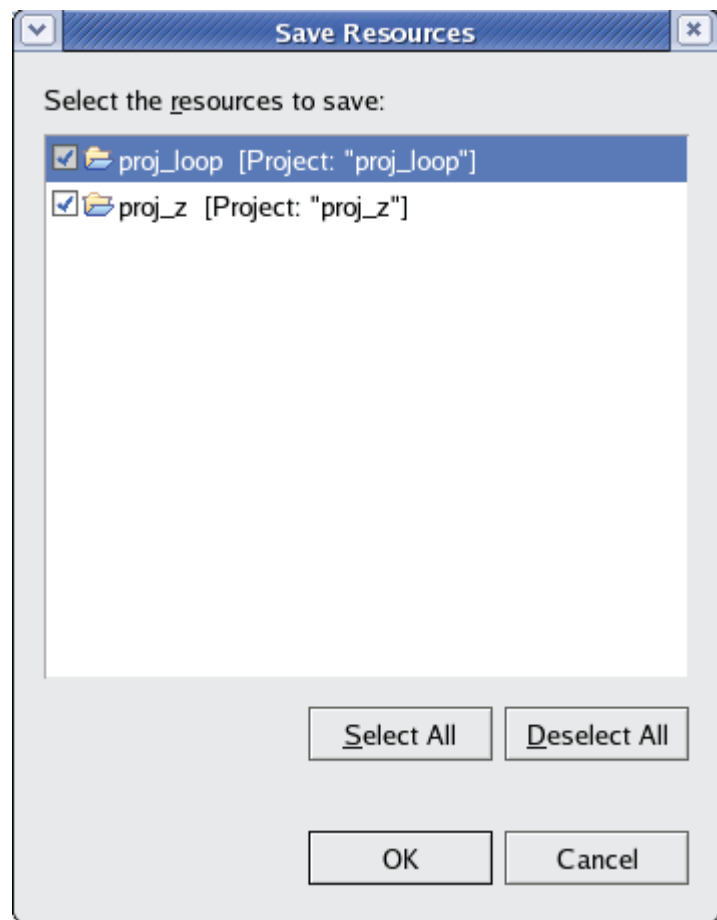 Save Resources
Select the resources to save:
proj_loop [Project: "proj_loop"]
proj_z [Project: "proj_z"]
Select All Deselect All
OK Cancel